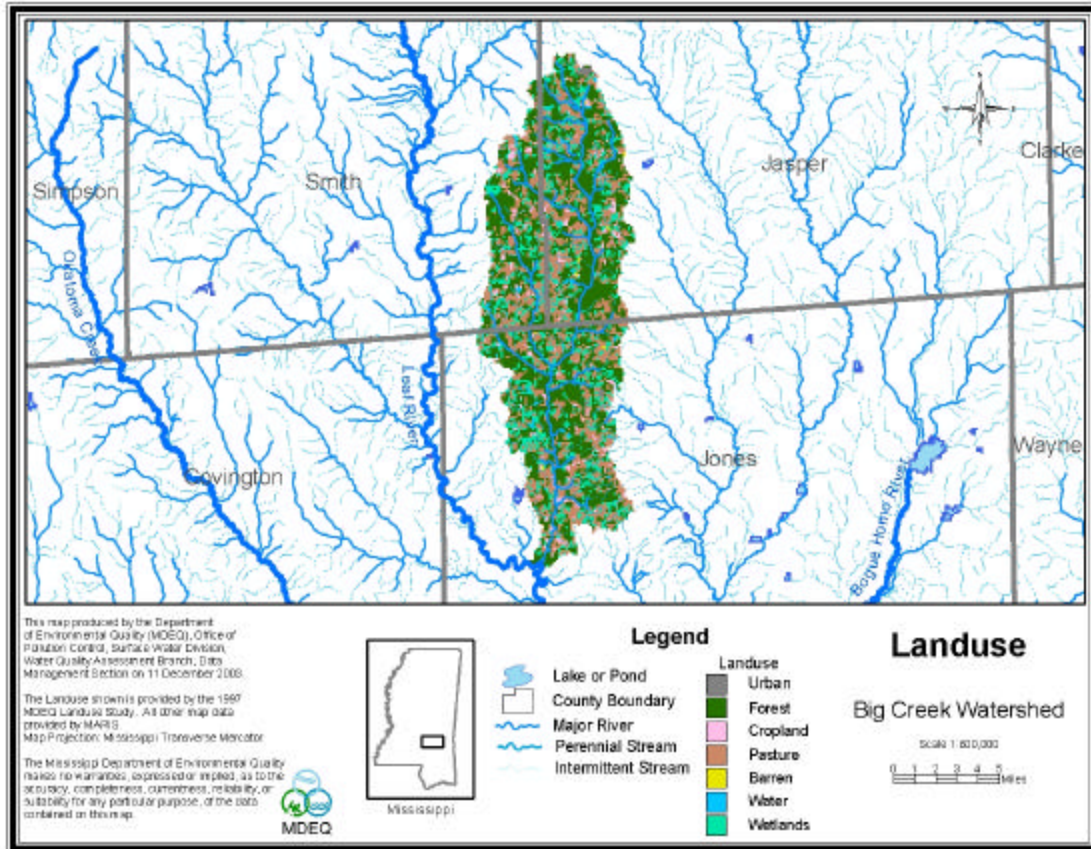 Simpson
Smith
Jasper
Clarke
Okatoma Creek
Leaf River
Covington
Jones
Wayne
Bogue Homo River
This map produced by the Department
of Environmental Quality (MDEQ), Office of
Pollution Control, Surface Water Division,
Water Quality Assessment Branch, Data
Management Section on 11 December 2003.
The Landuse shown is provided by the 1997
MDEQ Landuse Study. All other map data
provided by MARIS
Map Projection: Mississippi Transverse Mercator
The Mississippi Department of Environmental Quality
makes no warranties, expressed or implied, as to the
accuracy, completeness, currentness, reliability, or
suitability for any particular purpose, of the data
contained on this map.
MDEQ
Mississippi
Legend
Lake or Pond
County Boundary
Major River
Perennial Stream
Intermittent Stream
Landuse
Urban
Forest
Cropland
Pasture
Barren
Water
Wetlands
Landuse
Big Creek Watershed
0 1 2 3 4 5 Miles